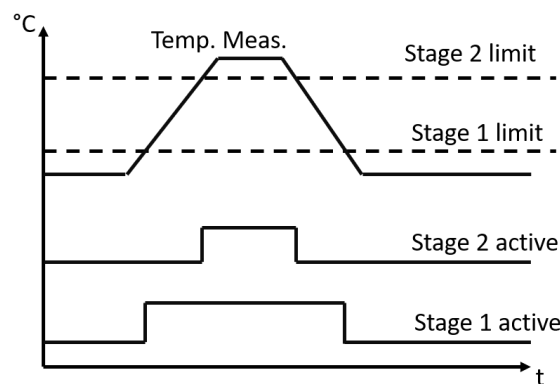 °C
Temp. Meas.
Stage 2 limit
Stage 1 limit
Stage 2 active
Stage 1 active
t